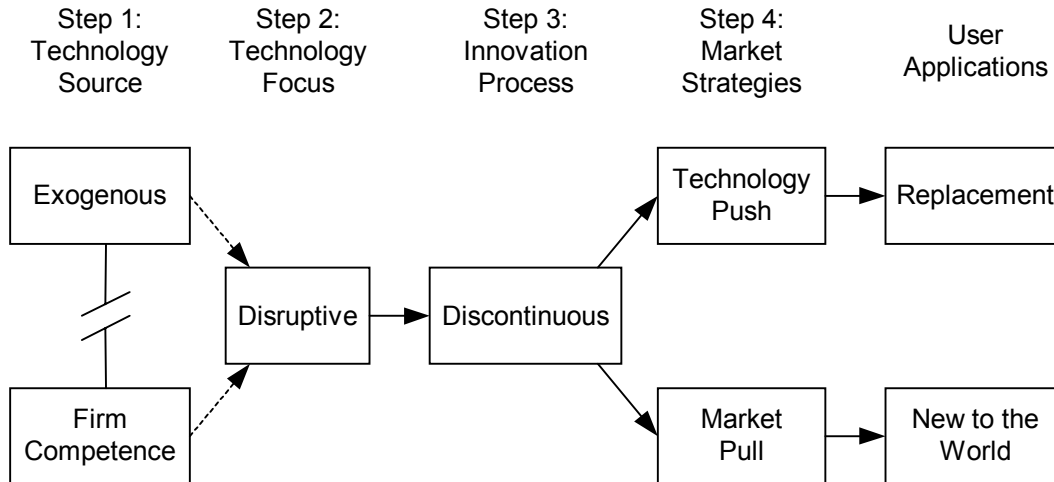 Step 1:
Technology
Source
Step 2:
Technology
Focus
Step 3:
Innovation
Process
Step 4:
Market
Strategies
User
Applications
Exogenous
Technology
Push
Replacement
Disruptive
Discontinuous
Firm
Competence
Market
Pull
New to the
World